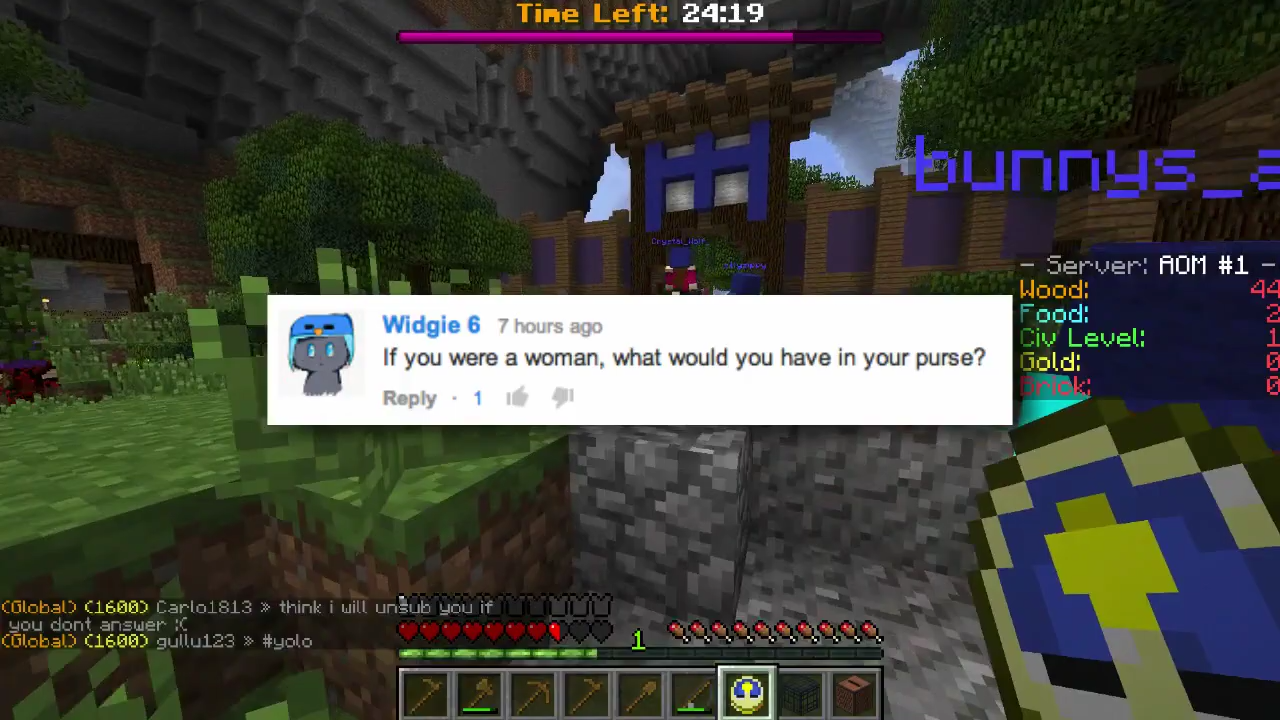 Time Left: 24:19
bunnys_a
Crystal_Wolf_
- Server: AOM #1 -
Wood: 44
Food: 2
Civ Level: 1
Gold: 0
Brick: 0
Widgie 6 7 hours ago
If you were a woman, what would you have in your purse?
Reply · 1
(Global) (1600) Carlo1813 » think i will unsub you if
you dont answer :(
(Global) (1600) gullu123 » #yolo
1